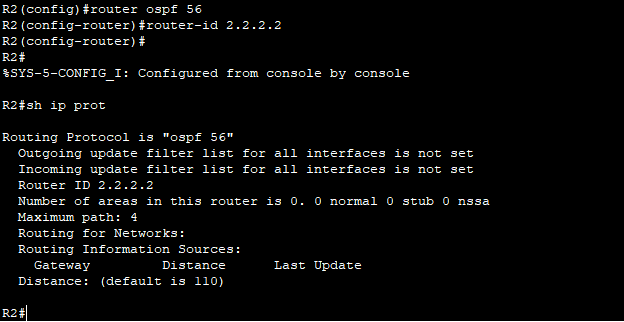 R2(config)#router ospf 56
R2(config-router)#router-id 2.2.2.2
R2(config-router)#
R2#
%SYS-5-CONFIG_I: Configured from console by console
R2#sh ip prot
Routing Protocol is "ospf 56"
Outgoing update filter list for all interfaces is not set
Incoming update filter list for all interfaces is not set
Router ID 2.2.2.2
Number of areas in this router is 0. 0 normal 0 stub 0 nssa
Maximum path: 4
Routing for Networks:
Routing Information Sources:
Gateway Distance Last Update
Distance: (default is 110)
R2#